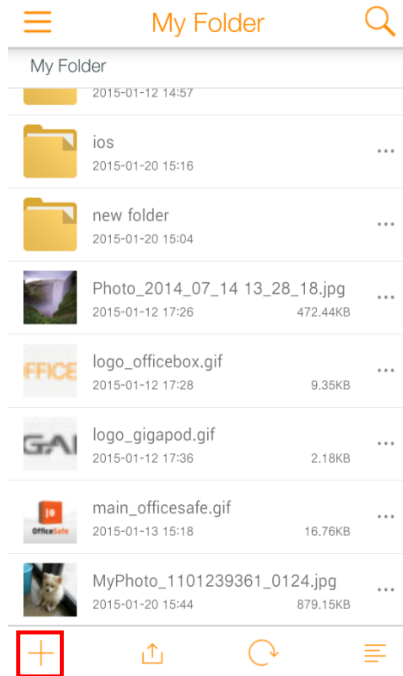 My Folder
My Folder
2015-01-12 14:57
ios
2015-01-20 15:16
new folder
2015-01-20 15:04
Photo_2014_07_14 13_28_18.jpg
2015-01-12 17:26 472.44KB
FFICE
logo_officebox.gif
2015-01-12 17:28 9.35KB
GA
logo_gigapod.gif
2015-01-12 17:36 2.18KB
main_officesafe.gif
OfficeSafe
2015-01-13 15:18 16.76KB
MyPhoto_1101239361_0124.jpg
2015-01-20 15:44 879.15KB